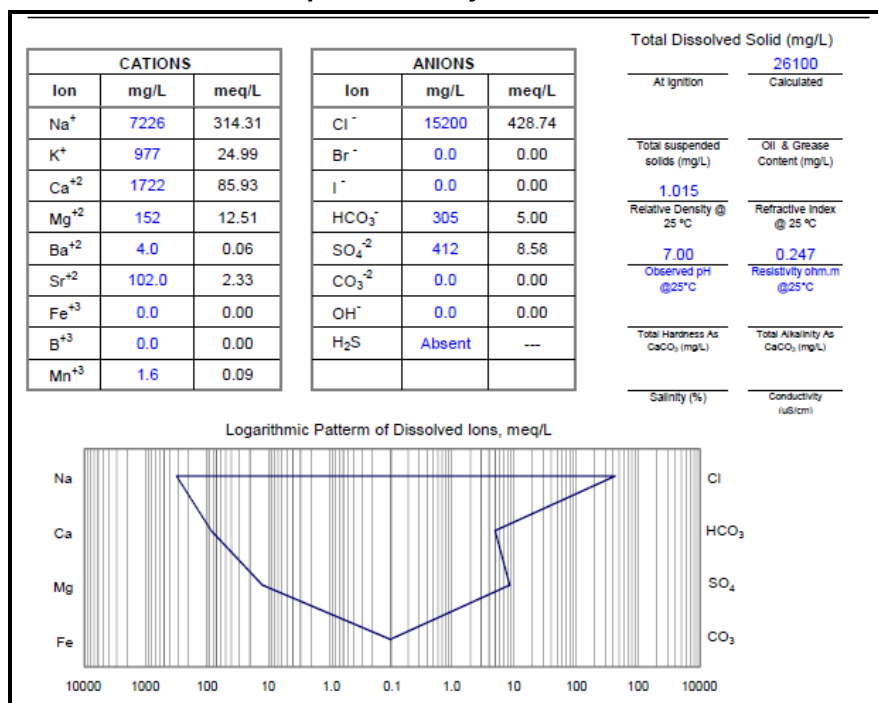 Total Dissolved Solid (mg/L)
26100
At Ignition Calculated
CATIONS
Ion mg/L meq/L
Na+ 7226 314.31
K+ 977 24.99
Ca+2 1722 85.93
Mg+2 152 12.51
Ba+2 4.0 0.06
Sr+2 102.0 2.33
Fe+3 0.0 0.00
B+3 0.0 0.00
Mn+3 1.6 0.09
ANIONS
Ion mg/L meq/L
Cl - 15200 428.74
Br - 0.0 0.00
I - 0.0 0.00
HCO3- 305 5.00
SO4-2 412 8.58
CO3-2 0.0 0.00
OH- 0.0 0.00
H2S Absent ---
Total suspended solids (mg/L)
Oil & Grease Content (mg/L)
1.015
Relative Density @ 25 ºC
Refractive Index @ 25 ºC
7.00 0.247
Observed pH @25°C
Resistivity ohm.m @25°C
Total Hardness As CaCO3 (mg/L)
Total Alkalinity As CaCO3 (mg/L)
Salinity (%)
Conductivity (uS/cm)
Logarithmic Patterm of Dissolved Ions, meq/L
Na Cl
Ca HCO3
Mg SO4
Fe CO3
10000 1000 100 10 1.0 0.1 1.0 10 100 100 10000